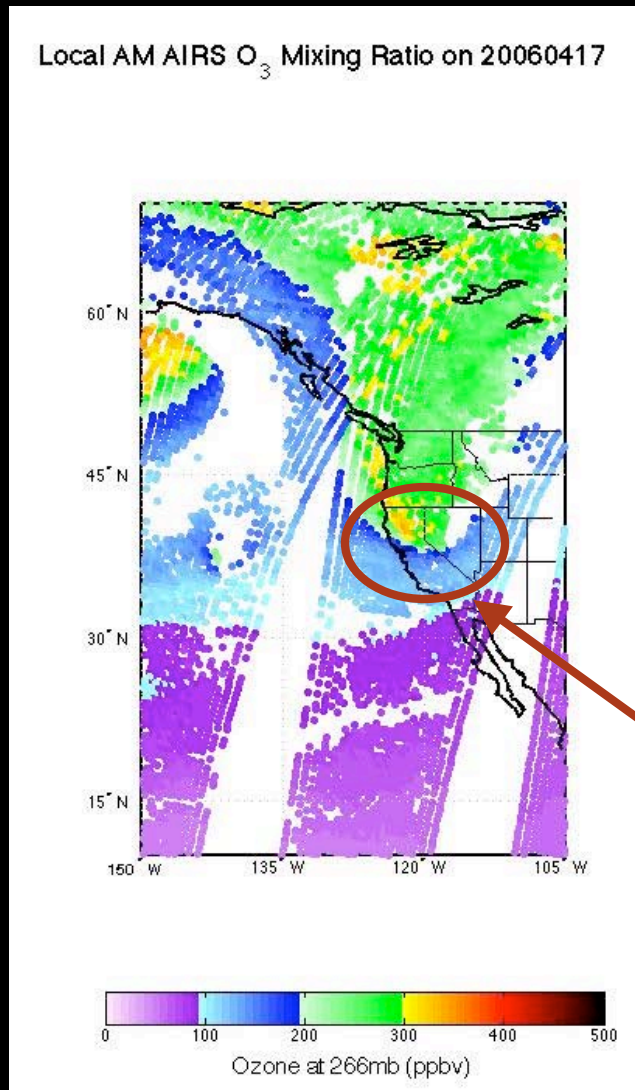 Local AM AIRS O3 Mixing Ratio on 20060417
60° N
45° N
30° N
15° N
150° W 135° W 120° W 105° W
0 100 200 300 400 500
Ozone at 266mb (ppbv)